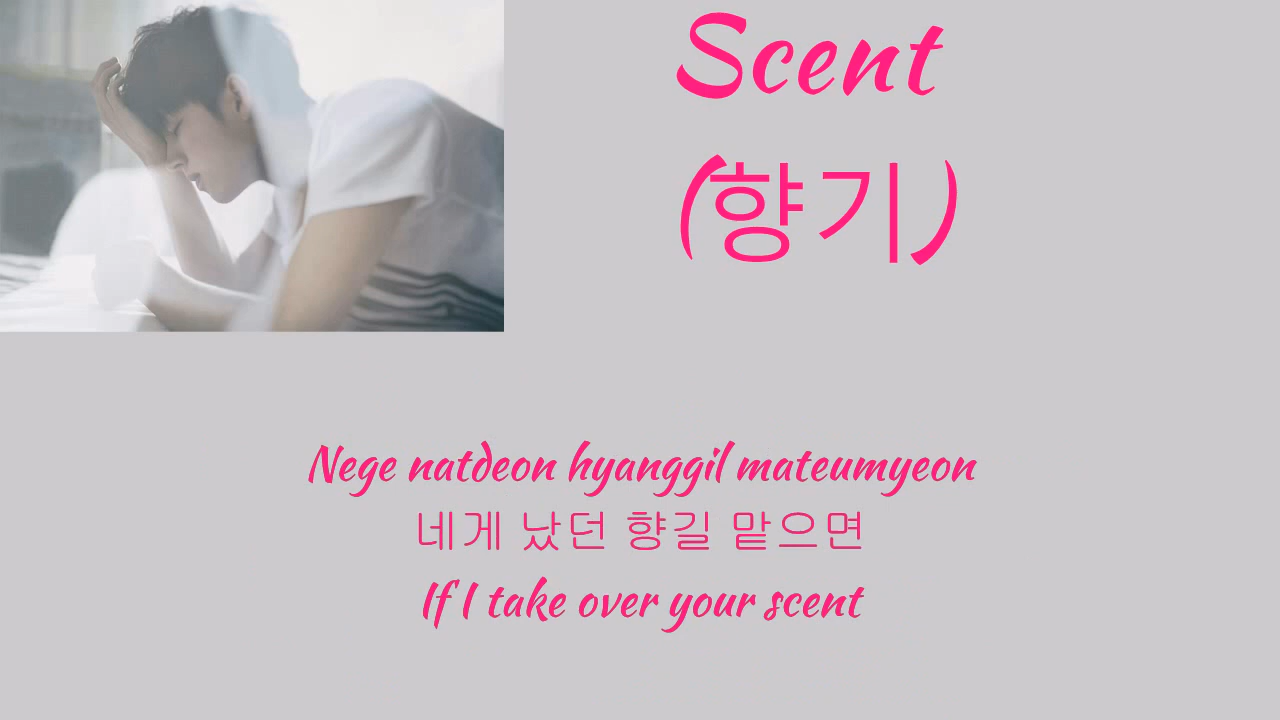 Scent
(향기)
Nege natdeon hyanggil mateumyeon
네게 났던 향길 맡으면
If I take over your scent